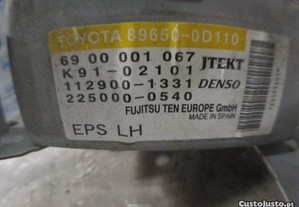 TOYOTA 89650-0D110
69 00 001 067 JTEKT
K91-02101
112900-1331 DENSO
225000-0540
FUJITSU TEN EUROPE GmbH
MADE IN SPAIN
EPS LH
CustoJusto.pt